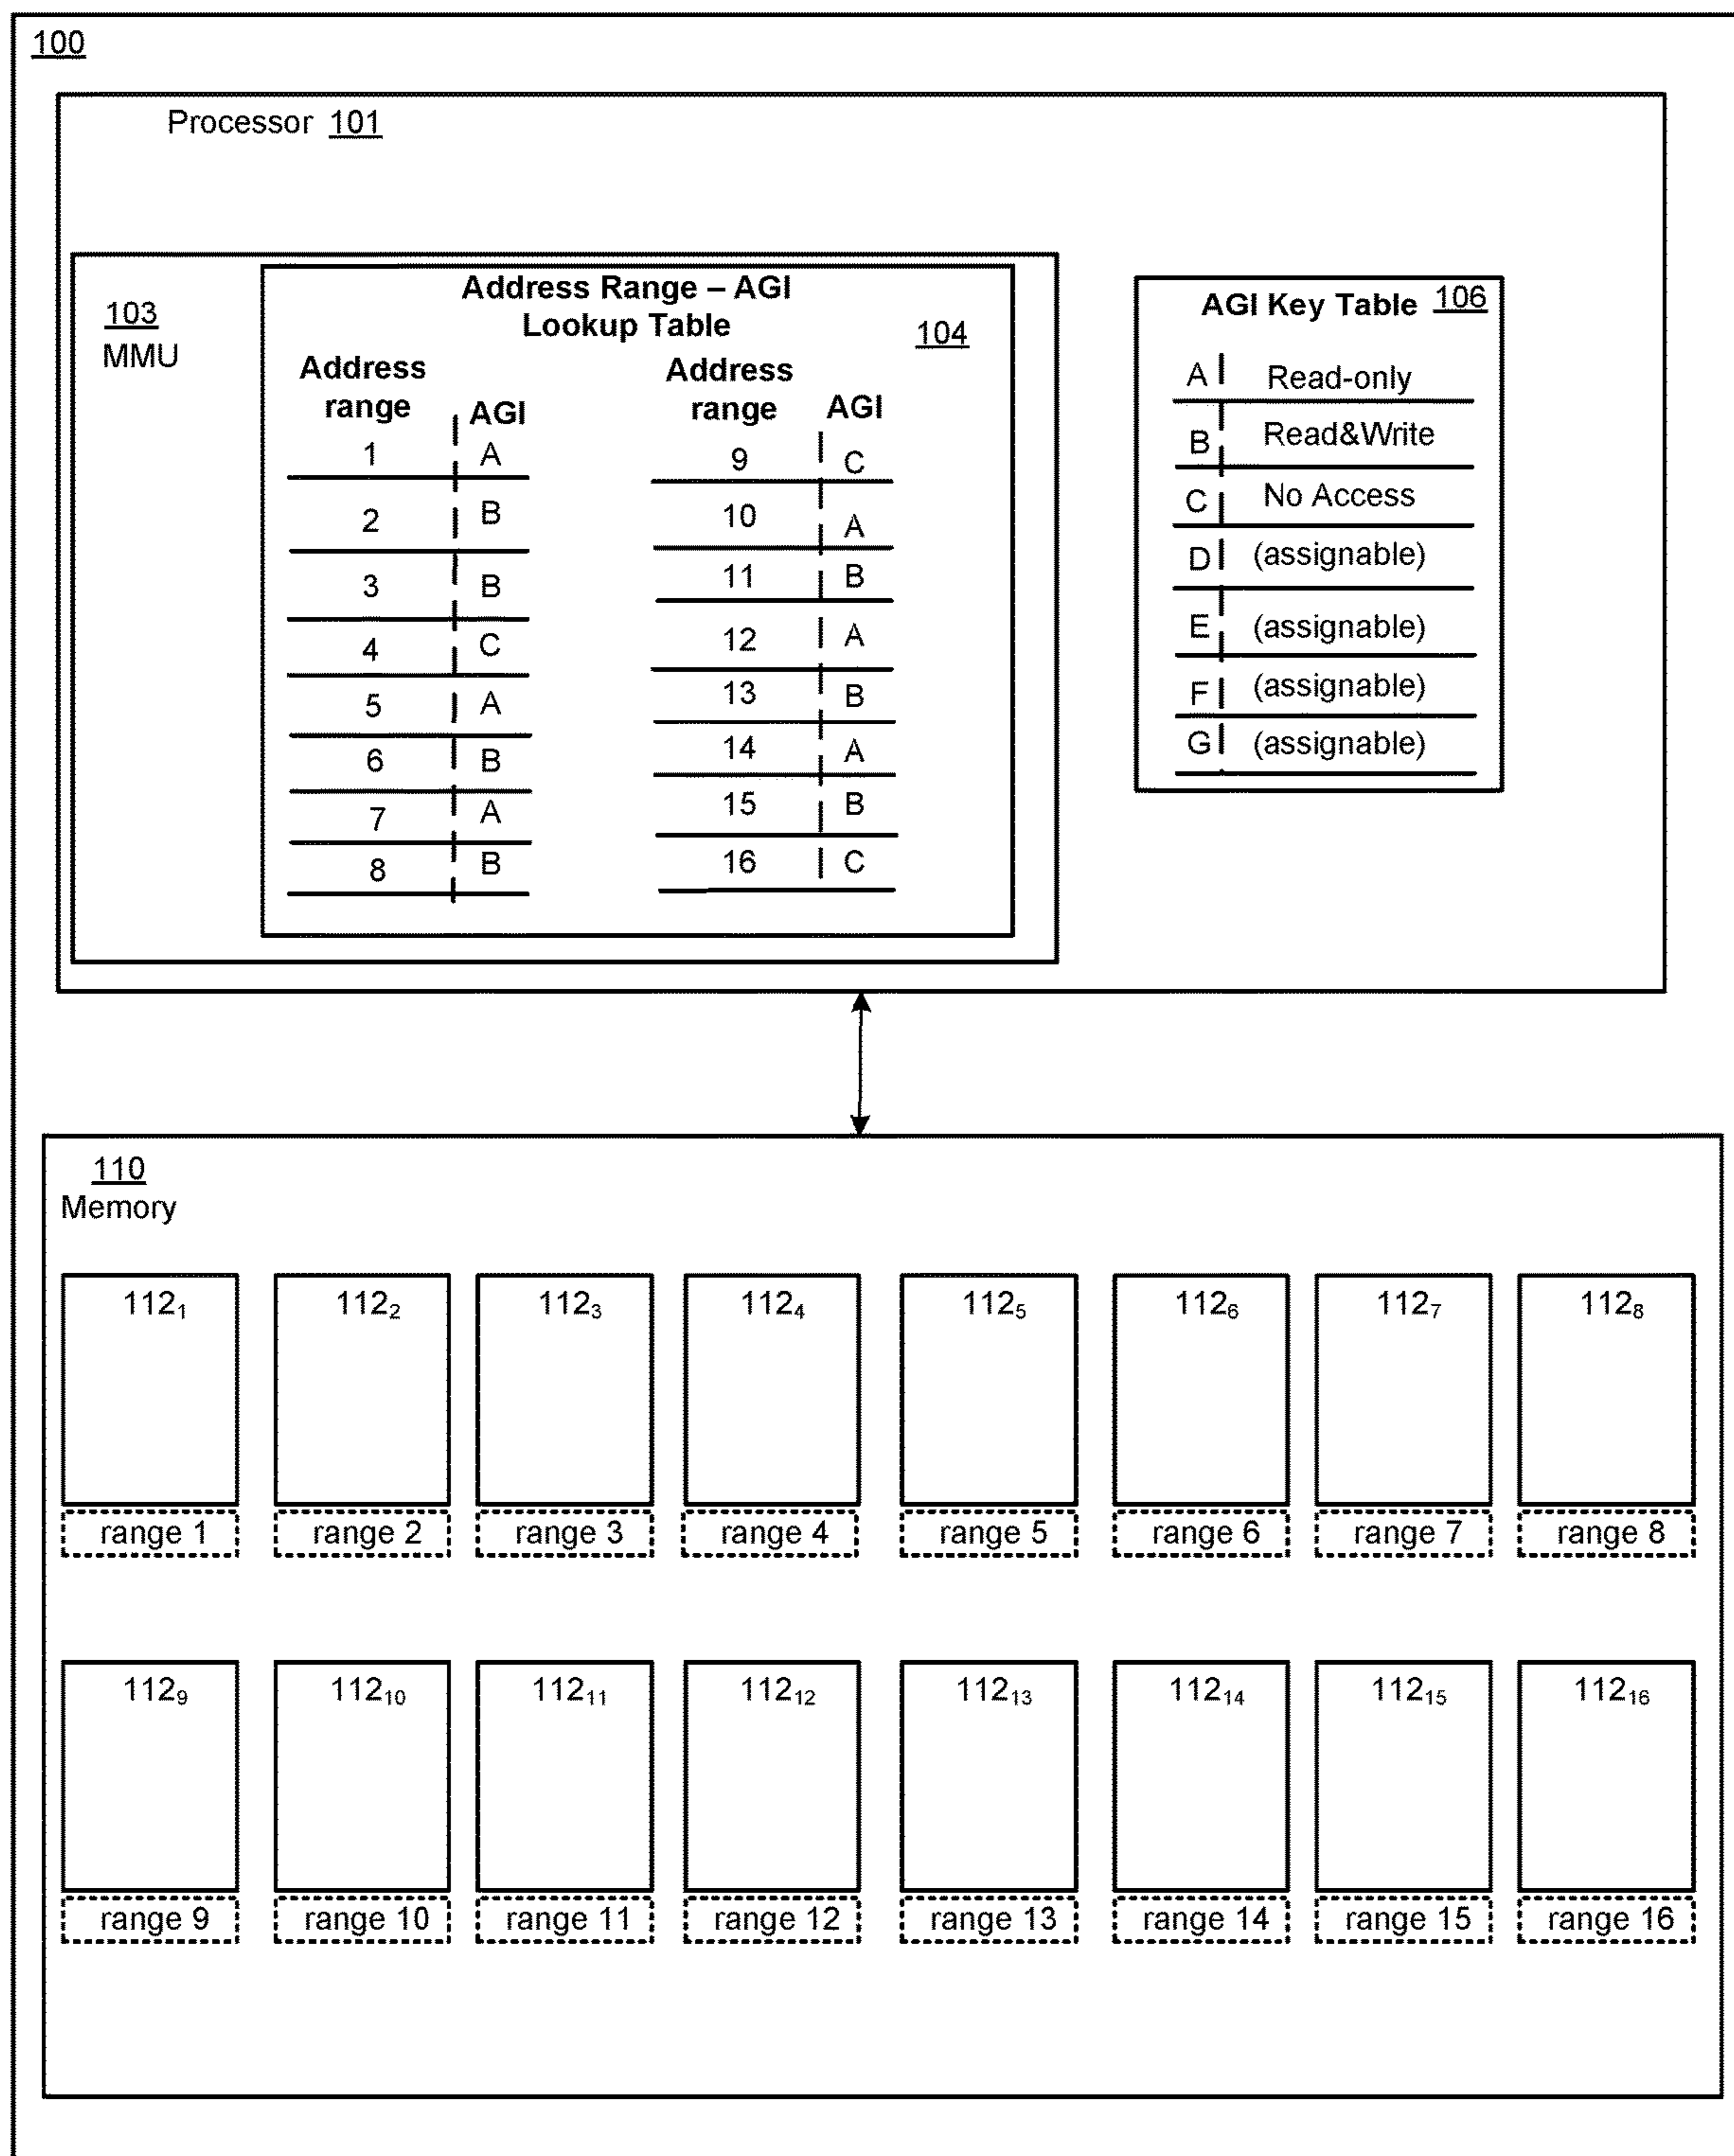 100
Processor 101
103
MMU
Address Range – AGI
Lookup Table
104
Address range AGI
1 A
2 B
3 B
4 C
5 A
6 B
7 A
8 B
Address range AGI
9 C
10 A
11 B
12 A
13 B
14 A
15 B
16 C
AGI Key Table 106
A Read-only
B Read&Write
C No Access
D (assignable)
E (assignable)
F (assignable)
G (assignable)
110
Memory
112₁ 112₂ 112₃ 112₄ 112₅ 112₆ 112₇ 112₈
range 1 range 2 range 3 range 4 range 5 range 6 range 7 range 8
112₉ 112₁₀ 112₁₁ 112₁₂ 112₁₃ 112₁₄ 112₁₅ 112₁₆
range 9 range 10 range 11 range 12 range 13 range 14 range 15 range 16